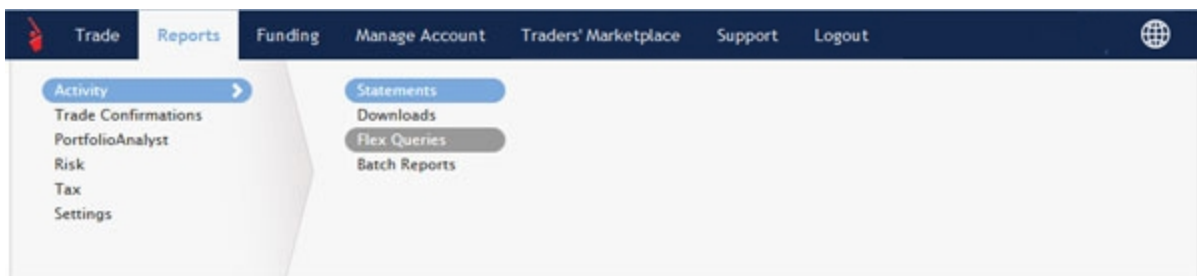 Trade Reports Funding Manage Account Traders' Marketplace Support Logout
Activity
Trade Confirmations
PortfolioAnalyst
Risk
Tax
Settings
Statements
Downloads
Flex Queries
Batch Reports